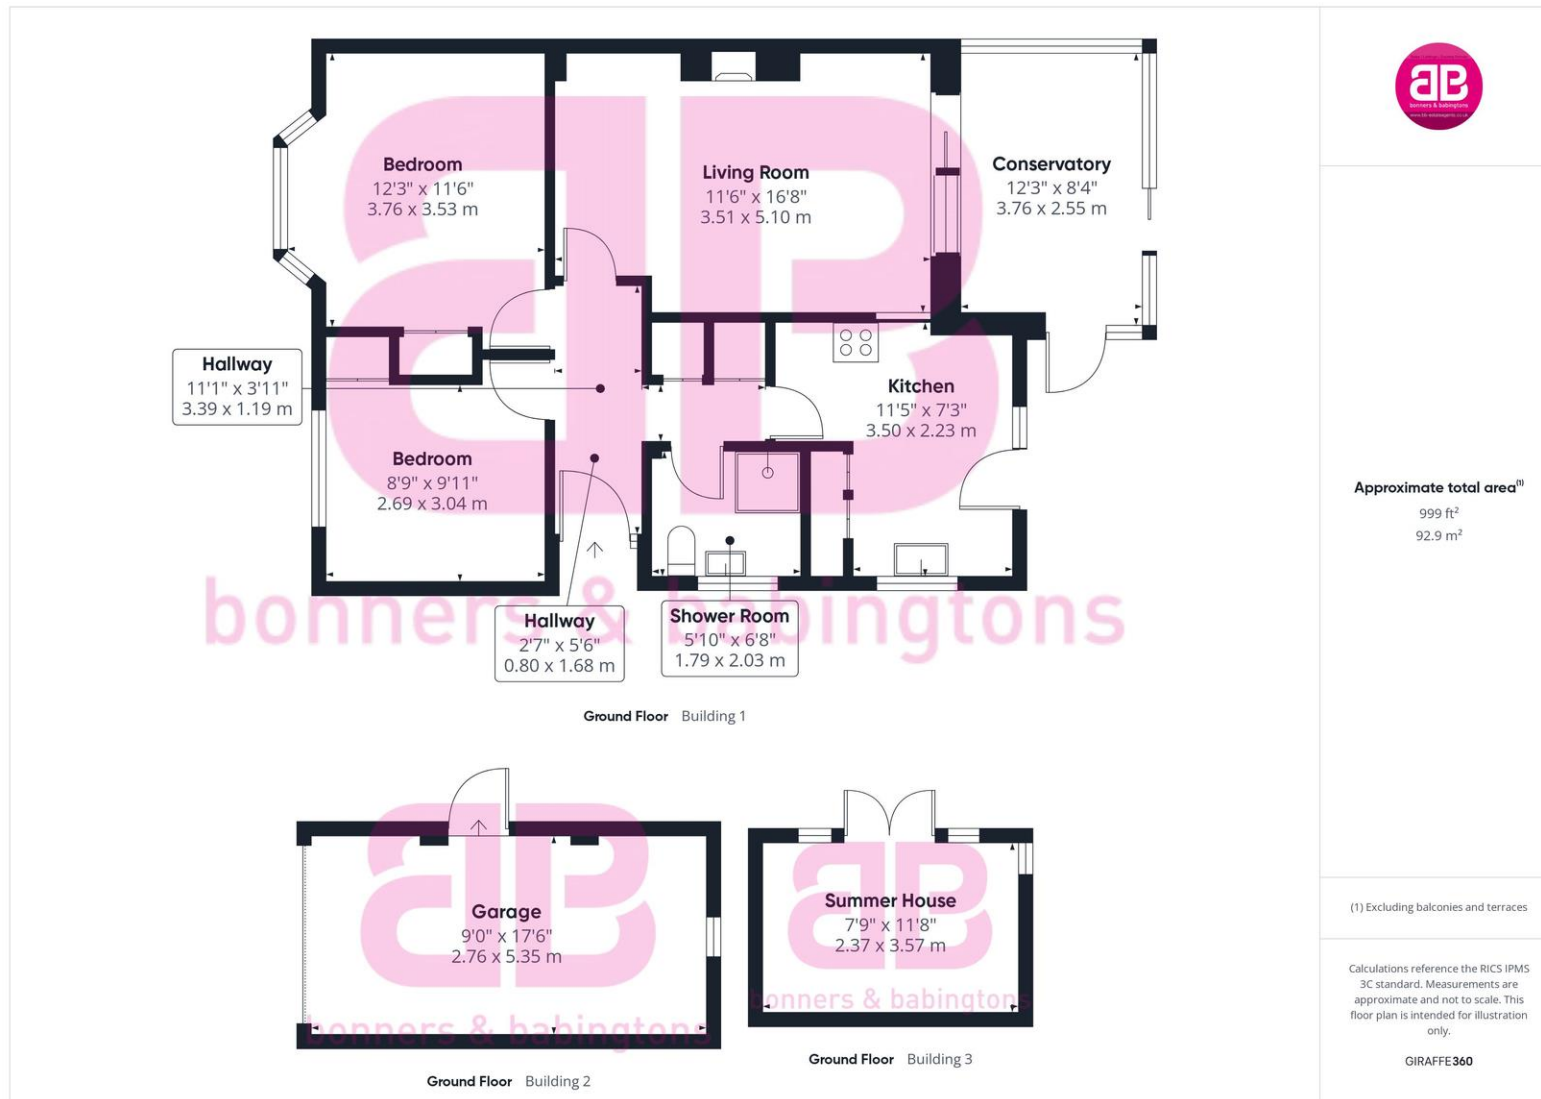 Bedroom
12'3" x 11'6"
3.76 x 3.53 m
Living Room
11'6" x 16'8"
3.51 x 5.10 m
Conservatory
12'3" x 8'4"
3.76 x 2.55 m
Hallway
11'1" x 3'11"
3.39 x 1.19 m
Kitchen
11'5" x 7'3"
3.50 x 2.23 m
Bedroom
8'9" x 9'11"
2.69 x 3.04 m
Hallway
2'7" x 5'6"
0.80 x 1.68 m
Shower Room
5'10" x 6'8"
1.79 x 2.03 m
bonners & babingtons
Ground Floor Building 1
Garage
9'0" x 17'6"
2.76 x 5.35 m
bonners & babingtons
Ground Floor Building 2
Summer House
7'9" x 11'8"
2.37 x 3.57 m
bonners & babingtons
Ground Floor Building 3
bonners & babingtons
Approximate total area(1)
999 ft²
92.9 m²
(1) Excluding balconies and terraces
Calculations reference the RICS IPMS
3C standard. Measurements are
approximate and not to scale. This
floor plan is intended for illustration
only.
GIRAFFE360